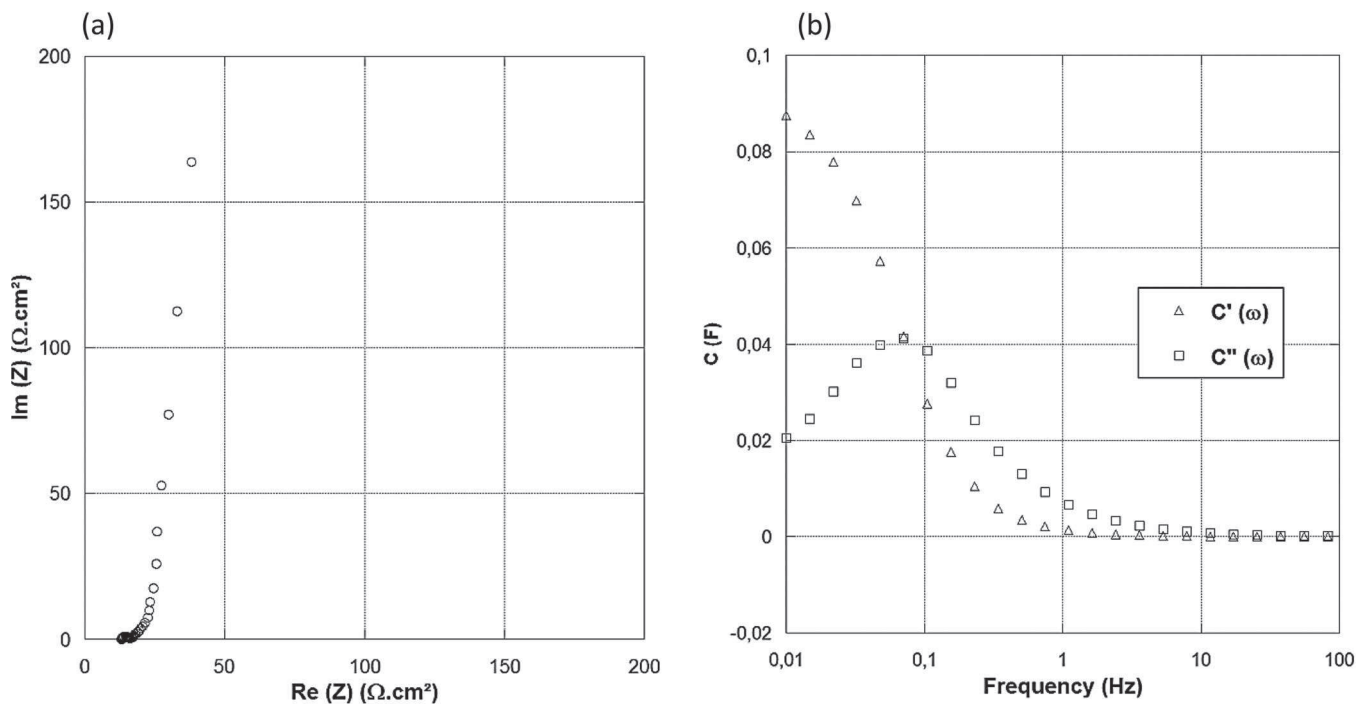 (a)
200
150
100
50
0
Im (Z) (Ω.cm²)
0 50 100 150 200
Re (Z) (Ω.cm²)
(b)
0,1
0,08
0,06
0,04
0,02
0
-0,02
C (F)
0,01 0,1 1 10 100
Frequency (Hz)
C' (ω)
C" (ω)